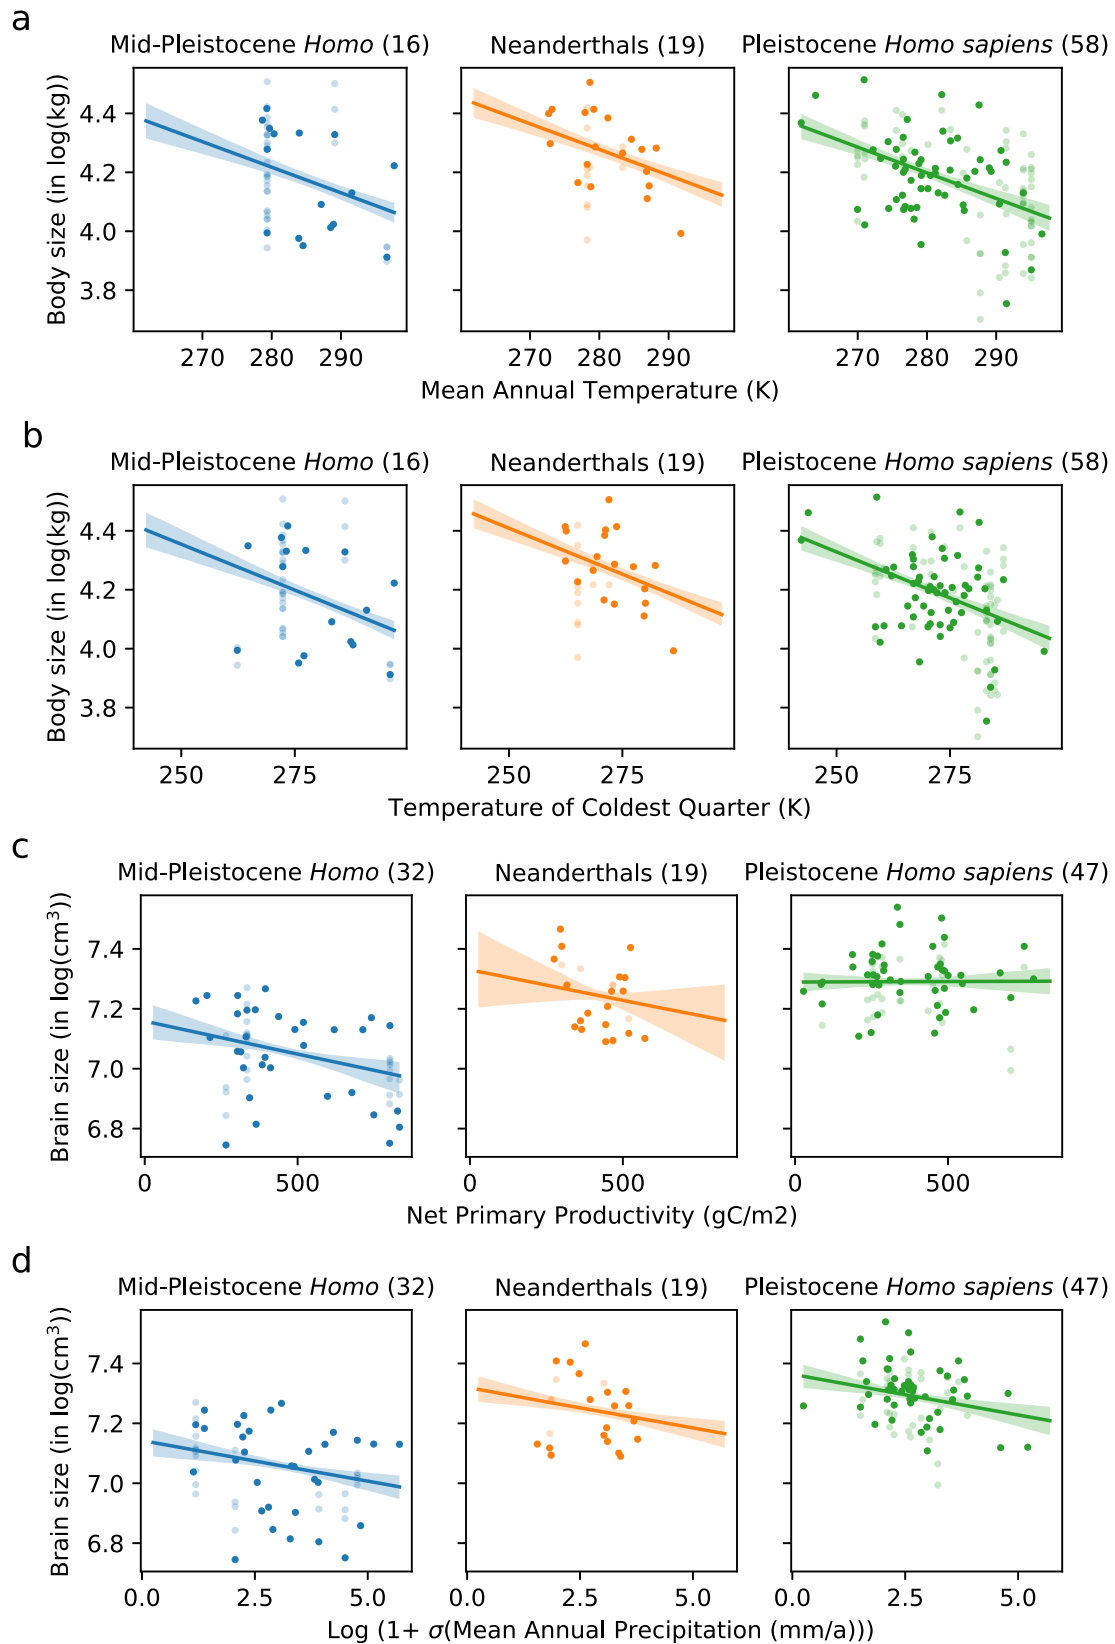 a
Mid-Pleistocene Homo (16) Neanderthals (19) Pleistocene Homo sapiens (58)
Body size (in log(kg))
4.4
4.2
4.0
3.8
270 280 290 270 280 290 270 280 290
Mean Annual Temperature (K)
b
Mid-Pleistocene Homo (16) Neanderthals (19) Pleistocene Homo sapiens (58)
Body size (in log(kg))
4.4
4.2
4.0
3.8
250 275 250 275 250 275
Temperature of Coldest Quarter (K)
c
Mid-Pleistocene Homo (32) Neanderthals (19) Pleistocene Homo sapiens (47)
Brain size (in log(cm³))
7.4
7.2
7.0
6.8
0 500 0 500 0 500
Net Primary Productivity (gC/m2)
d
Mid-Pleistocene Homo (32) Neanderthals (19) Pleistocene Homo sapiens (47)
Brain size (in log(cm³))
7.4
7.2
7.0
6.8
0.0 2.5 5.0 0.0 2.5 5.0 0.0 2.5 5.0
Log (1+ σ(Mean Annual Precipitation (mm/a)))